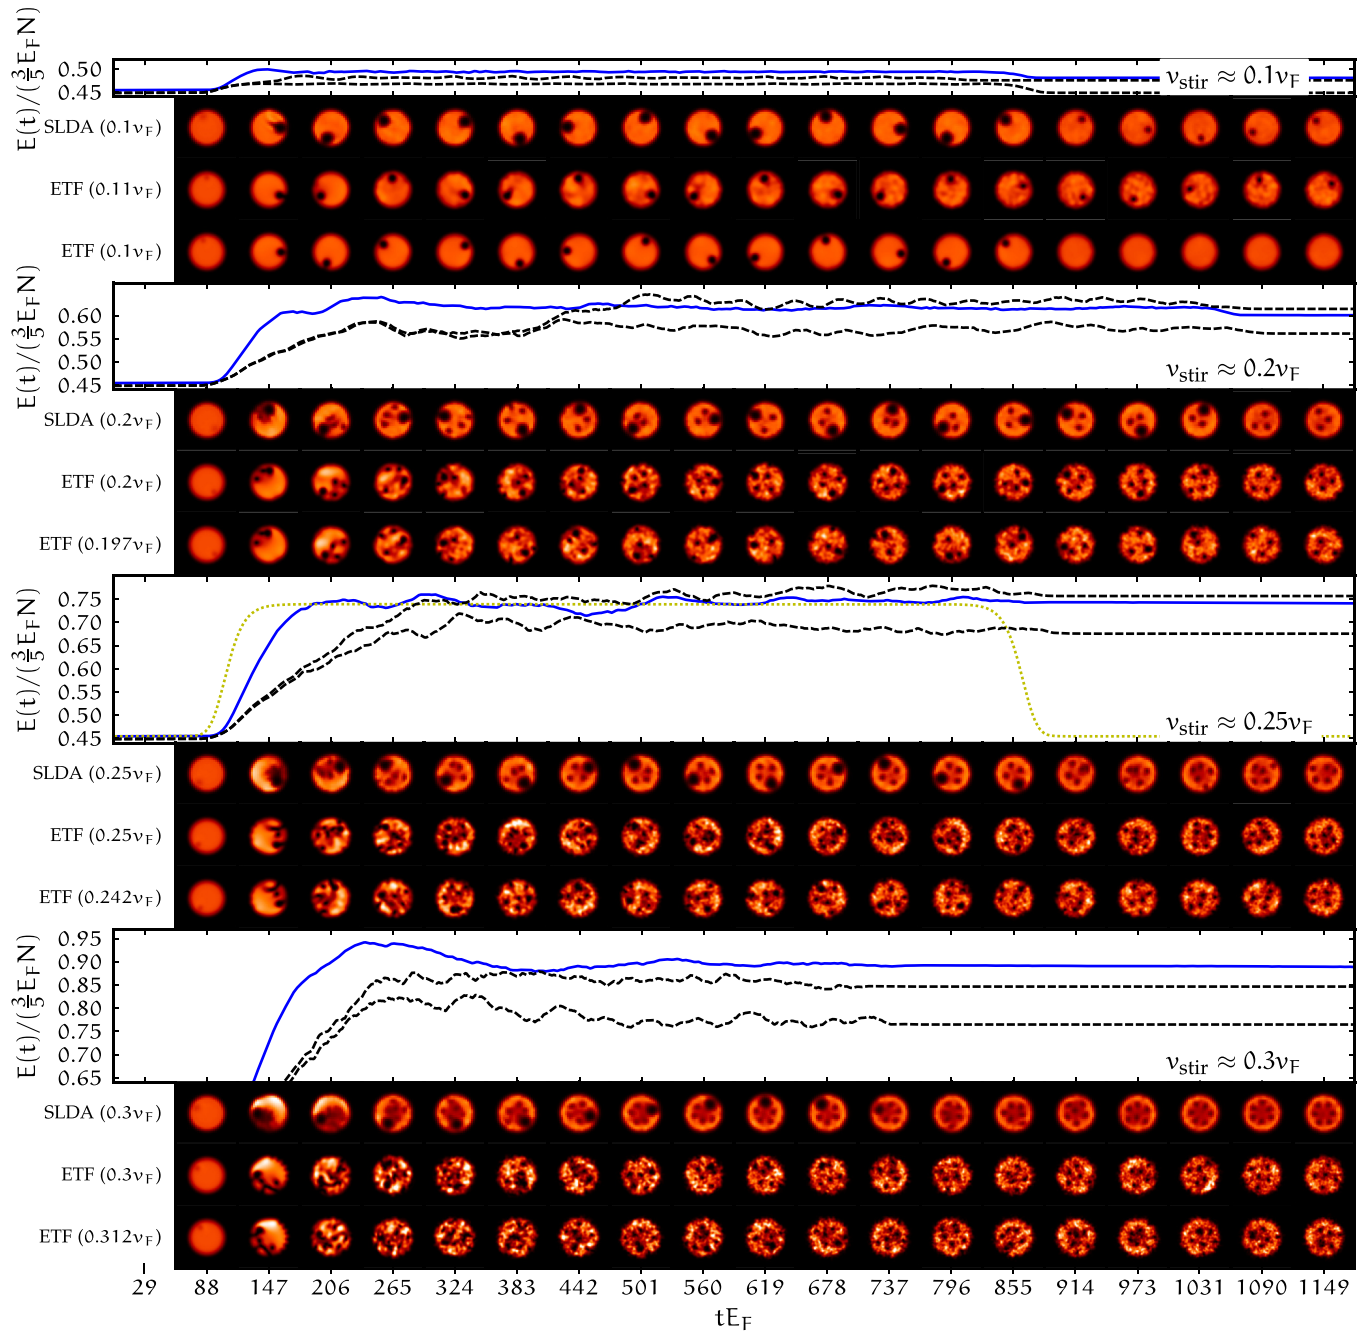 E(t)/(3/5 E_F N)
0.50
0.45
v_stir ≈ 0.1v_F
SLDA (0.1v_F)
ETF (0.11v_F)
ETF (0.1v_F)
E(t)/(3/5 E_F N)
0.60
0.55
0.50
0.45
v_stir ≈ 0.2v_F
SLDA (0.2v_F)
ETF (0.2v_F)
ETF (0.197v_F)
E(t)/(3/5 E_F N)
0.75
0.70
0.65
0.60
0.55
0.50
0.45
v_stir ≈ 0.25v_F
SLDA (0.25v_F)
ETF (0.25v_F)
ETF (0.242v_F)
E(t)/(3/5 E_F N)
0.95
0.90
0.85
0.80
0.75
0.70
0.65
v_stir ≈ 0.3v_F
SLDA (0.3v_F)
ETF (0.3v_F)
ETF (0.312v_F)
29 88 147 206 265 324 383 442 501 560 619 678 737 796 855 914 973 1031 1090 1149
tE_F